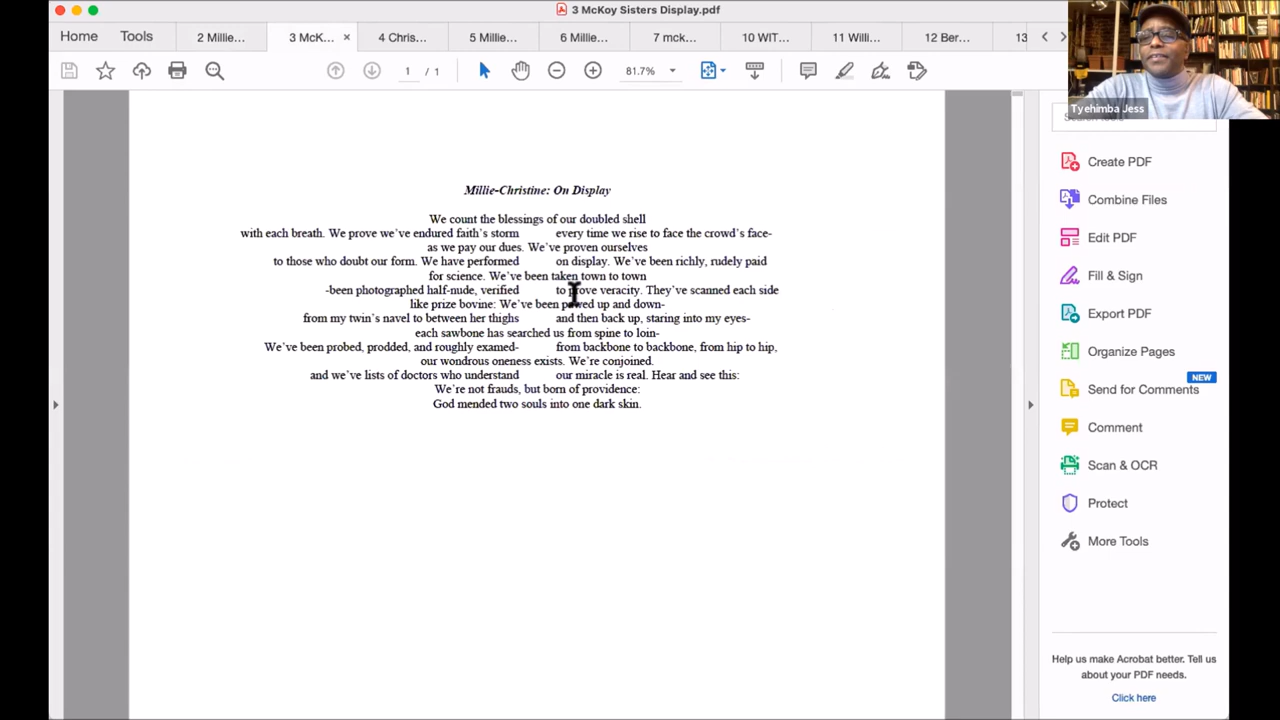 3 McKoy Sisters Display.pdf
Home Tools 2 Millie... 3 McK... × 4 Chris... 5 Millie... 6 Millie... 7 mck... 10 WIT... 11 Willi... 12 Ber... 13
1 / 1 81.7%
Tyehimba Jess
Millie-Christine: On Display
We count the blessings of our doubled shell
with each breath. We prove we've endured faith's storm every time we rise to face the crowd's face-
as we pay our dues. We've proven ourselves
to those who doubt our form. We have performed on display. We've been richly, rudely paid
for science. We've been taken town to town
-been photographed half-nude, verified to prove veracity. They've scanned each side
like prize bovine: We've been pawed up and down-
from my twin's navel to between her thighs and then back up, staring into my eyes-
each sawbone has searched us from spine to loin-
We've been probed, prodded, and roughly examed- from backbone to backbone, from hip to hip,
our wondrous oneness exists. We're conjoined.
and we've lists of doctors who understand our miracle is real. Hear and see this:
We're not frauds, but born of providence:
God mended two souls into one dark skin.
Create PDF
Combine Files
Edit PDF
Fill & Sign
Export PDF
Organize Pages
NEW
Send for Comments
Comment
Scan & OCR
Protect
More Tools
Help us make Acrobat better. Tell us
about your PDF needs.
Click here